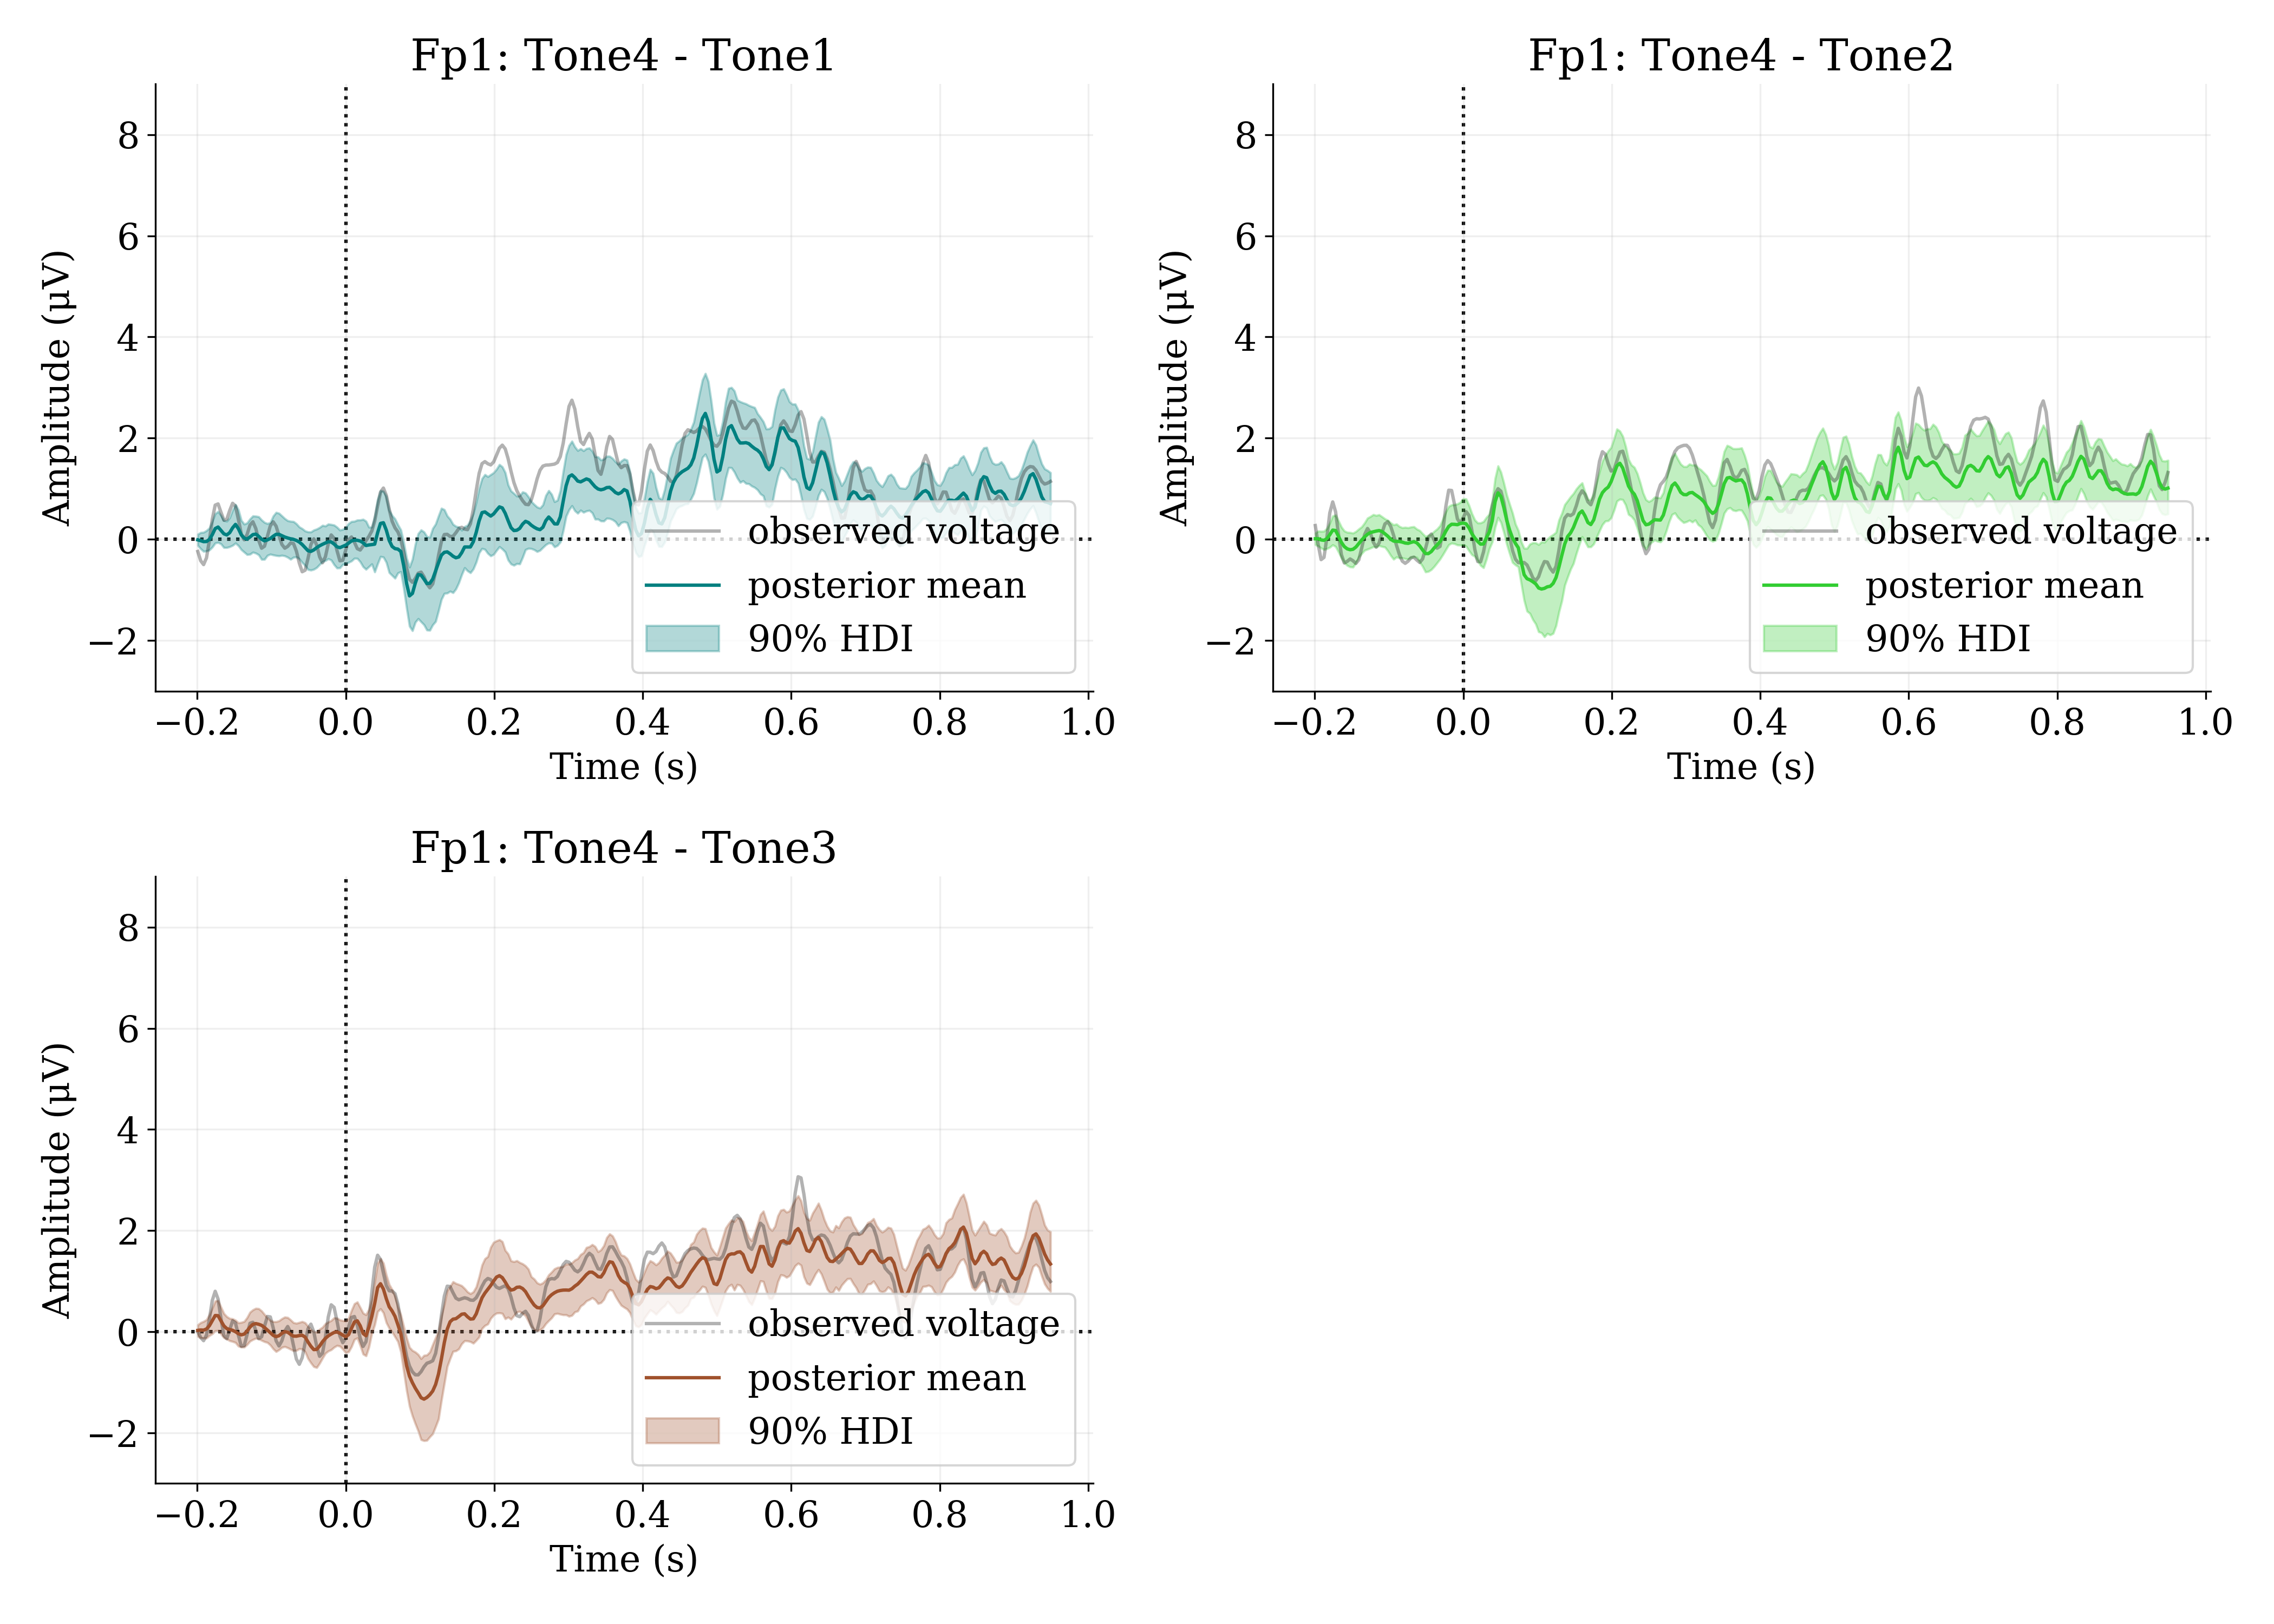 Fp1: Tone4 - Tone1
Amplitude (µV)
8
6
4
2
0
−2
observed voltage
posterior mean
90% HDI
−0.2 0.0 0.2 0.4 0.6 0.8 1.0
Time (s)
Fp1: Tone4 - Tone2
Amplitude (µV)
8
6
4
2
0
−2
observed voltage
posterior mean
90% HDI
−0.2 0.0 0.2 0.4 0.6 0.8 1.0
Time (s)
Fp1: Tone4 - Tone3
Amplitude (µV)
8
6
4
2
0
−2
observed voltage
posterior mean
90% HDI
−0.2 0.0 0.2 0.4 0.6 0.8 1.0
Time (s)